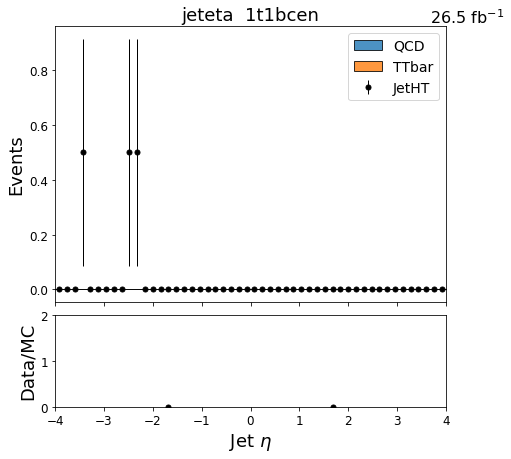 jeteta  1t1bcen
26.5 fb⁻¹
QCD
TTbar
JetHT
Events
0.8
0.6
0.4
0.2
0.0
Data/MC
2
1
0
−4 −3 −2 −1 0 1 2 3 4
Jet η